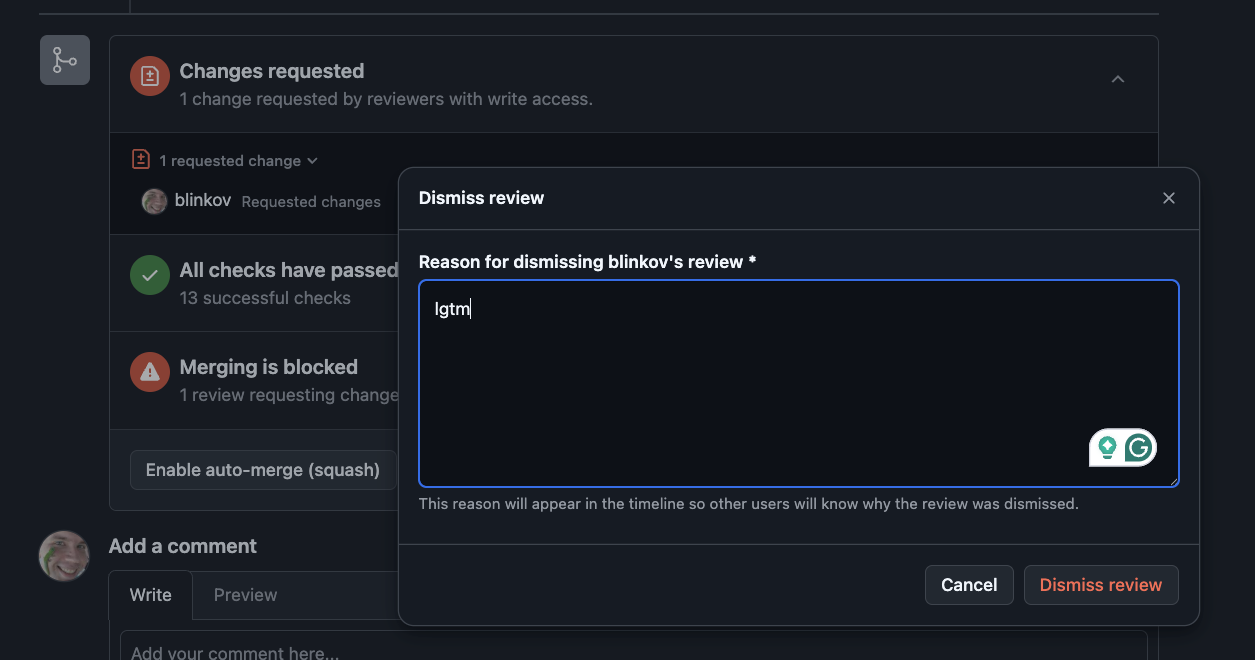 Changes requested
1 change requested by reviewers with write access.
1 requested change
blinkov Requested changes
All checks have passed
13 successful checks
Merging is blocked
1 review requesting change
Enable auto-merge (squash)
Add a comment
Write
Preview
Add your comment here...
Dismiss review
Reason for dismissing blinkov's review *
lgtm
This reason will appear in the timeline so other users will know why the review was dismissed.
Cancel
Dismiss review